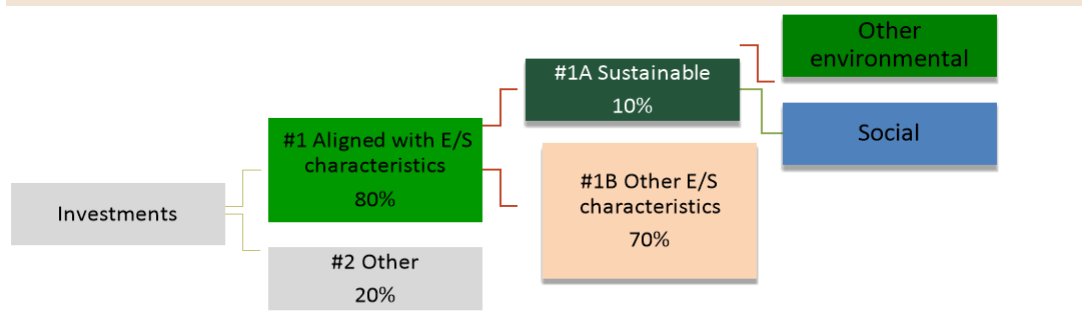 Investments
#1 Aligned with E/S
characteristics
80%
#2 Other
20%
#1A Sustainable
10%
#1B Other E/S
characteristics
70%
Other
environmental
Social